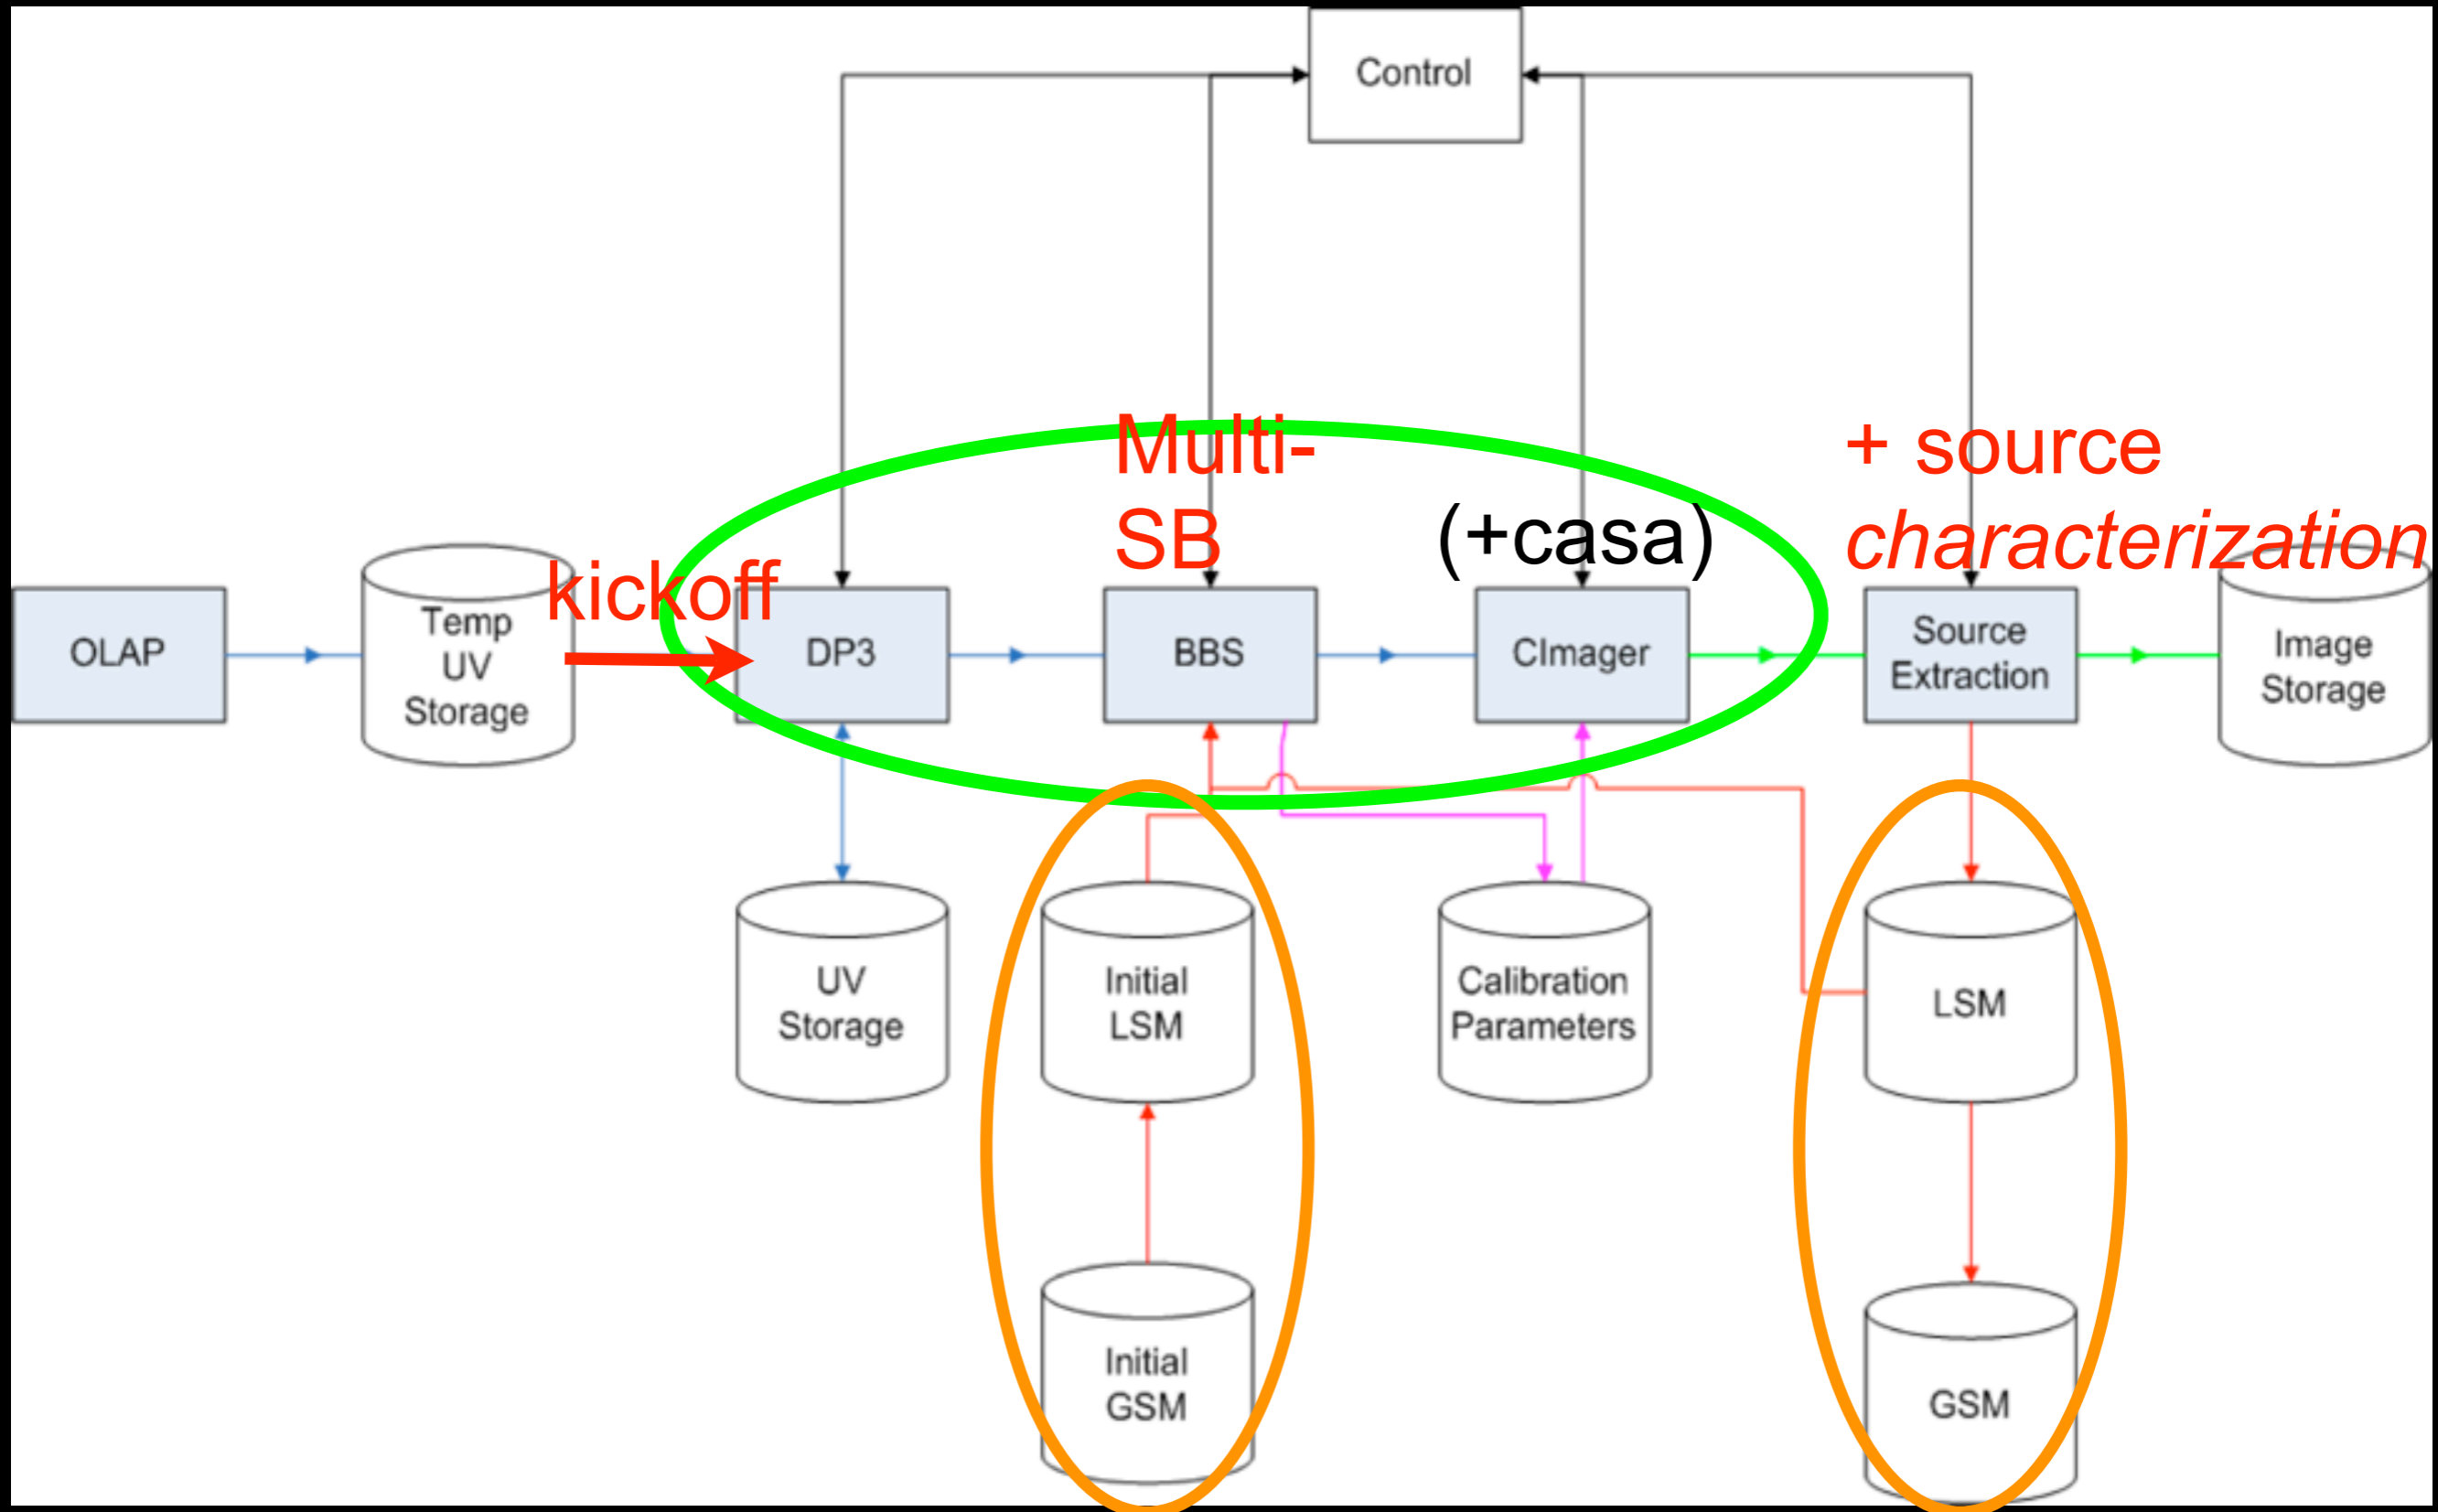 Control
Multi-
SB
(+casa)
+ source
characterization
kickoff
OLAP
Temp
UV
Storage
DP3
BBS
CImager
Source
Extraction
Image
Storage
UV
Storage
Initial
LSM
Calibration
Parameters
LSM
Initial
GSM
GSM